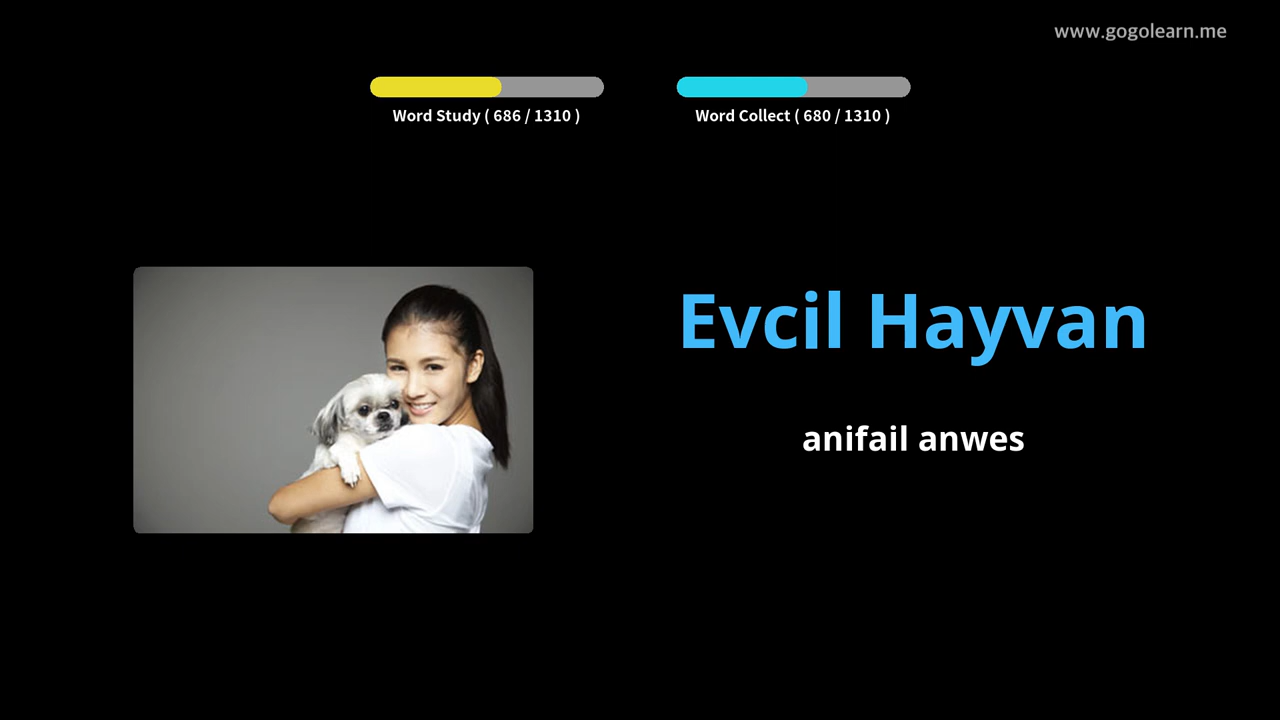 www.gogolearn.me
Word Study ( 686 / 1310 )
Word Collect ( 680 / 1310 )
Evcil Hayvan
anifail anwes